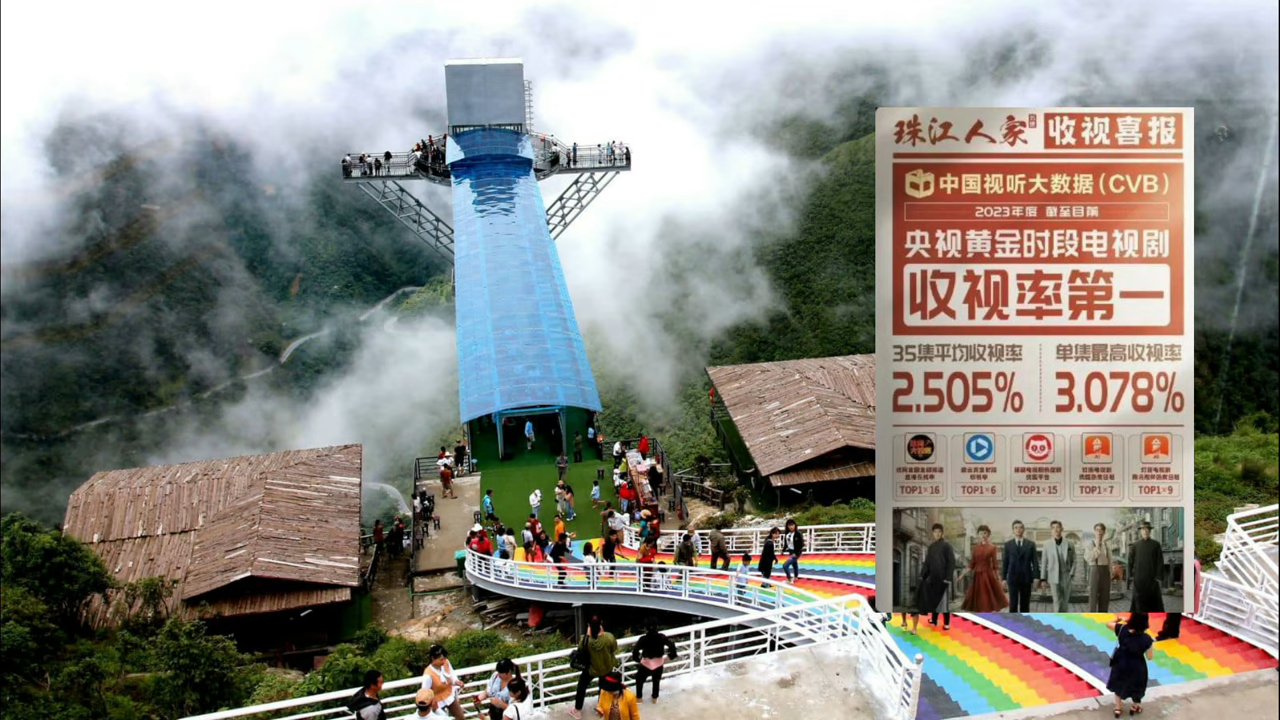 珠江人家
收视喜报
中国视听大数据(CVB)
2023年度 截至目前
央视黄金时段电视剧
收视率第一
35集平均收视率
单集最高收视率
2.505%
3.078%
TOP1×16
TOP1×6
TOP1×15
TOP1×7
TOP1×9